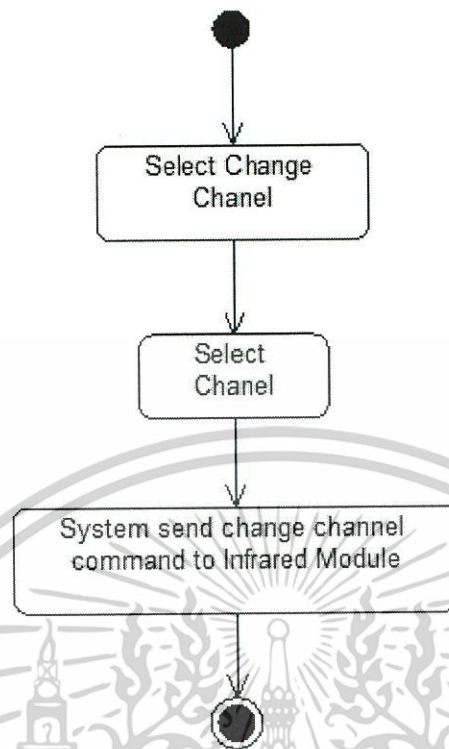 Select Change
Chanel
Select
Chanel
System send change channel
command to Infrared Module